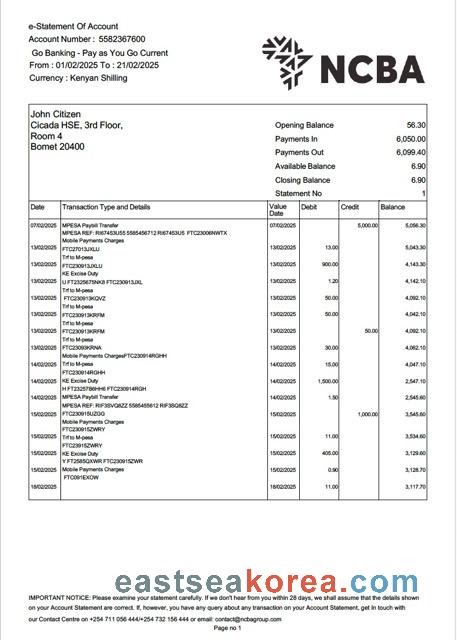 e-Statement Of Account
Account Number : 5582367600
Go Banking - Pay as You Go Current
From : 01/02/2025 To : 21/02/2025
Currency : Kenyan Shilling
NCBA
John Citizen
Cicada HSE, 3rd Floor,
Room 4
Bomet 20400
Opening Balance 56.30
Payments In 6,050.00
Payments Out 6,099.40
Available Balance 6.90
Closing Balance 6.90
Statement No 1
Date Transaction Type and Details Value Date Debit Credit Balance
07/02/2025 MPESA Paybill Transfer 07/02/2025 5,000.00 5,056.30
MPESA REF: RI67453U55 5585456712 RI67453U5 FTC23006NWTX
Mobile Payments Charges
13/02/2025 FTC27013JXLU 13/02/2025 13.00 5,043.30
Trf to M-pesa
13/02/2025 FTC230913JXLU 13/02/2025 900.00 4,143.30
KE Excise Duty
13/02/2025 U FT2325675NK8 FTC230913JXL 13/02/2025 1.20 4,142.10
Trf to M-pesa
13/02/2025 FTC230913KQVZ 13/02/2025 50.00 4,092.10
Trf to M-pesa
13/02/2025 FTC230913KRFM 13/02/2025 50.00 4,042.10
Trf to M-pesa
13/02/2025 FTC230913KRFM 13/02/2025 50.00 4,092.10
Trf to M-pesa
13/02/2025 FTC23093KRNA 13/02/2025 30.00 4,062.10
Mobile Payments ChargesFTC230914RGHH
14/02/2025 Trf to M-pesa 14/02/2025 15.00 4,047.10
FTC230914RGHH
14/02/2025 KE Excise Duty 14/02/2025 1,500.00 2,547.10
H FT23257B6HH6 FTC230914RGH
14/02/2025 MPESA Paybill Transfer 14/02/2025 1.50 2,545.60
MPESA REF: RIF3SVQ8ZZ 5585455612 RIF3SQ8ZZ
15/02/2025 FTC230915UZGG 15/02/2025 1,000.00 3,545.60
Mobile Payments Charges
FTC230915ZWRY
15/02/2025 Trf to M-pesa 15/02/2025 11.00 3,534.60
FTC230915ZWRY
15/02/2025 KE Excise Duty 15/02/2025 405.00 3,129.60
Y FT2585QXWR FTC230915ZWR
15/02/2025 Mobile Payments Charges 15/02/2025 0.90 3,128.70
FTC091EXOW
18/02/2025 18/02/2025 11.00 3,117.70
eastseakorea.com
IMPORTANT NOTICE: Please examine your statement carefully. If we don't hear from you within 28 days, we shall assume that the details shown
on your Account Statement are correct. If, however, you have any query about any transaction on your Account Statement, get In touch with
our Contact Centre on +254 711 056 444/+254 732 156 444 or email: contact@ncbagroup.com
Page no 1